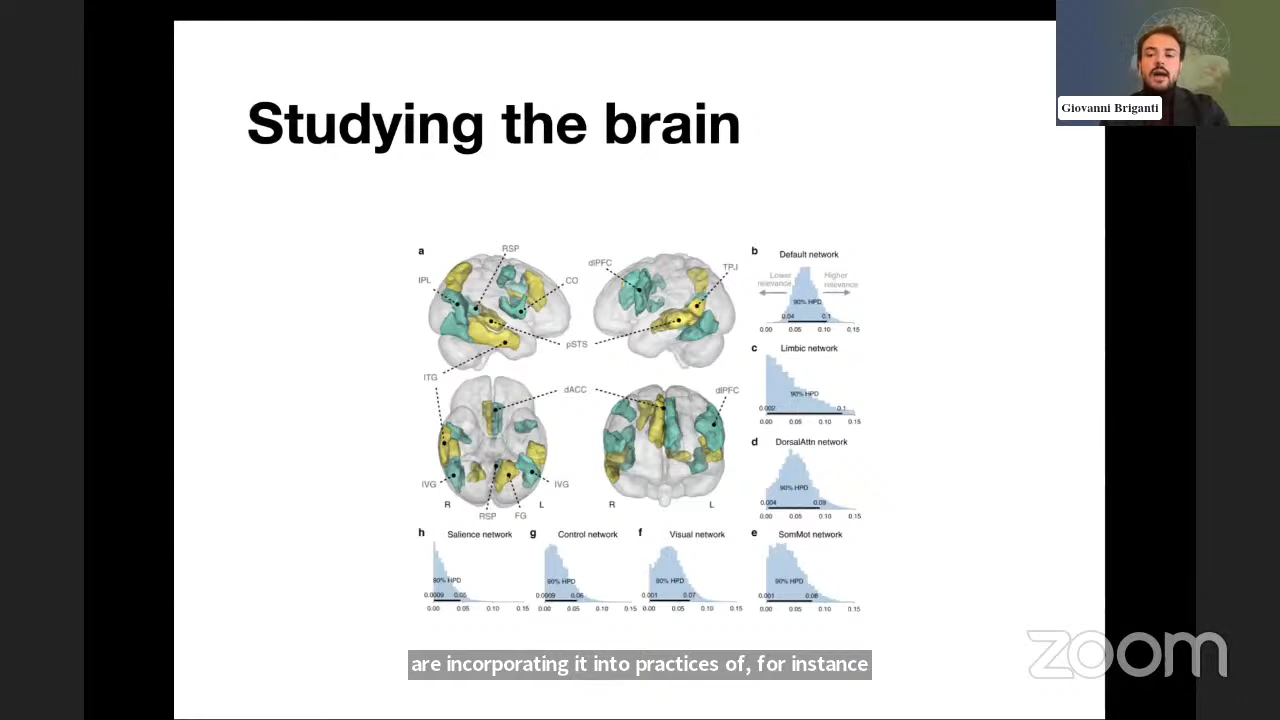 Giovanni Briganti
Studying the brain
a
RSP
IPL
CO
dlPFC
TPJ
pSTS
ITG
dACC
dlPFC
IVG
IVG
R
L
RSP
FG
R
L
b
Default network
Lower relevance
Higher relevance
90% HPD
0.04
0.1
0.00 0.05 0.10 0.15
c
Limbic network
90% HPD
0.002
0.1
0.00 0.05 0.10 0.15
d
DorsalAttn network
90% HPD
0.004
0.09
0.00 0.05 0.10 0.15
h
Salience network
90% HPD
0.0009
0.05
0.00 0.05 0.10 0.15
g
Control network
90% HPD
0.0009
0.06
0.00 0.05 0.10 0.15
f
Visual network
90% HPD
0.001
0.07
0.00 0.05 0.10 0.15
e
SomMot network
90% HPD
0.001
0.08
0.00 0.05 0.10 0.15
are incorporating it into practices of, for instance
zoom